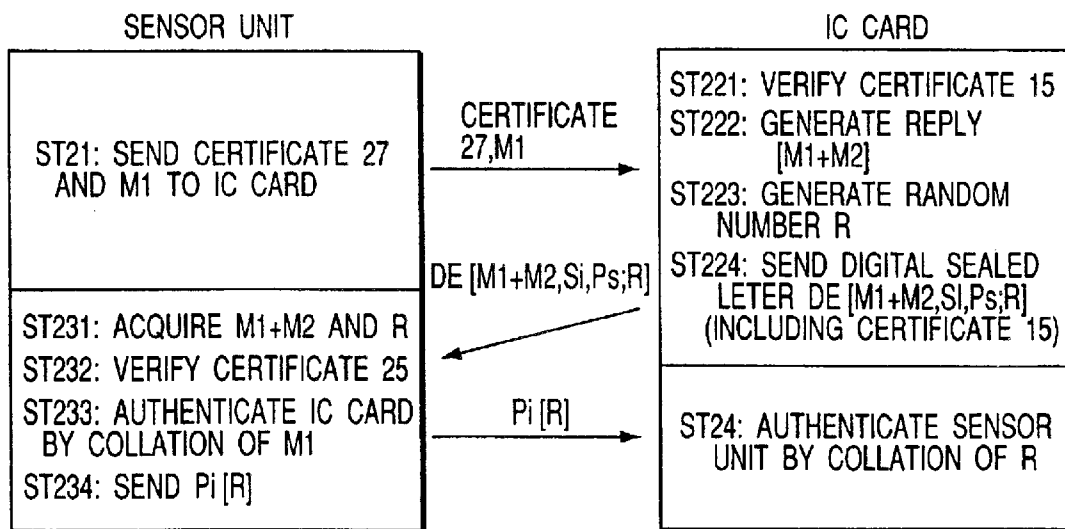 SENSOR UNIT
IC CARD
ST21: SEND CERTIFICATE 27
AND M1 TO IC CARD
CERTIFICATE
27,M1
ST221: VERIFY CERTIFICATE 15
ST222: GENERATE REPLY
[M1+M2]
ST223: GENERATE RANDOM
NUMBER R
ST224: SEND DIGITAL SEALED
LETER DE [M1+M2,SI,Ps;R]
(INCLUDING CERTIFICATE 15)
DE [M1+M2,Si,Ps;R]
ST231: ACQUIRE M1+M2 AND R
ST232: VERIFY CERTIFICATE 25
ST233: AUTHENTICATE IC CARD
BY COLLATION OF M1
ST234: SEND Pi [R]
Pi [R]
ST24: AUTHENTICATE SENSOR
UNIT BY COLLATION OF R